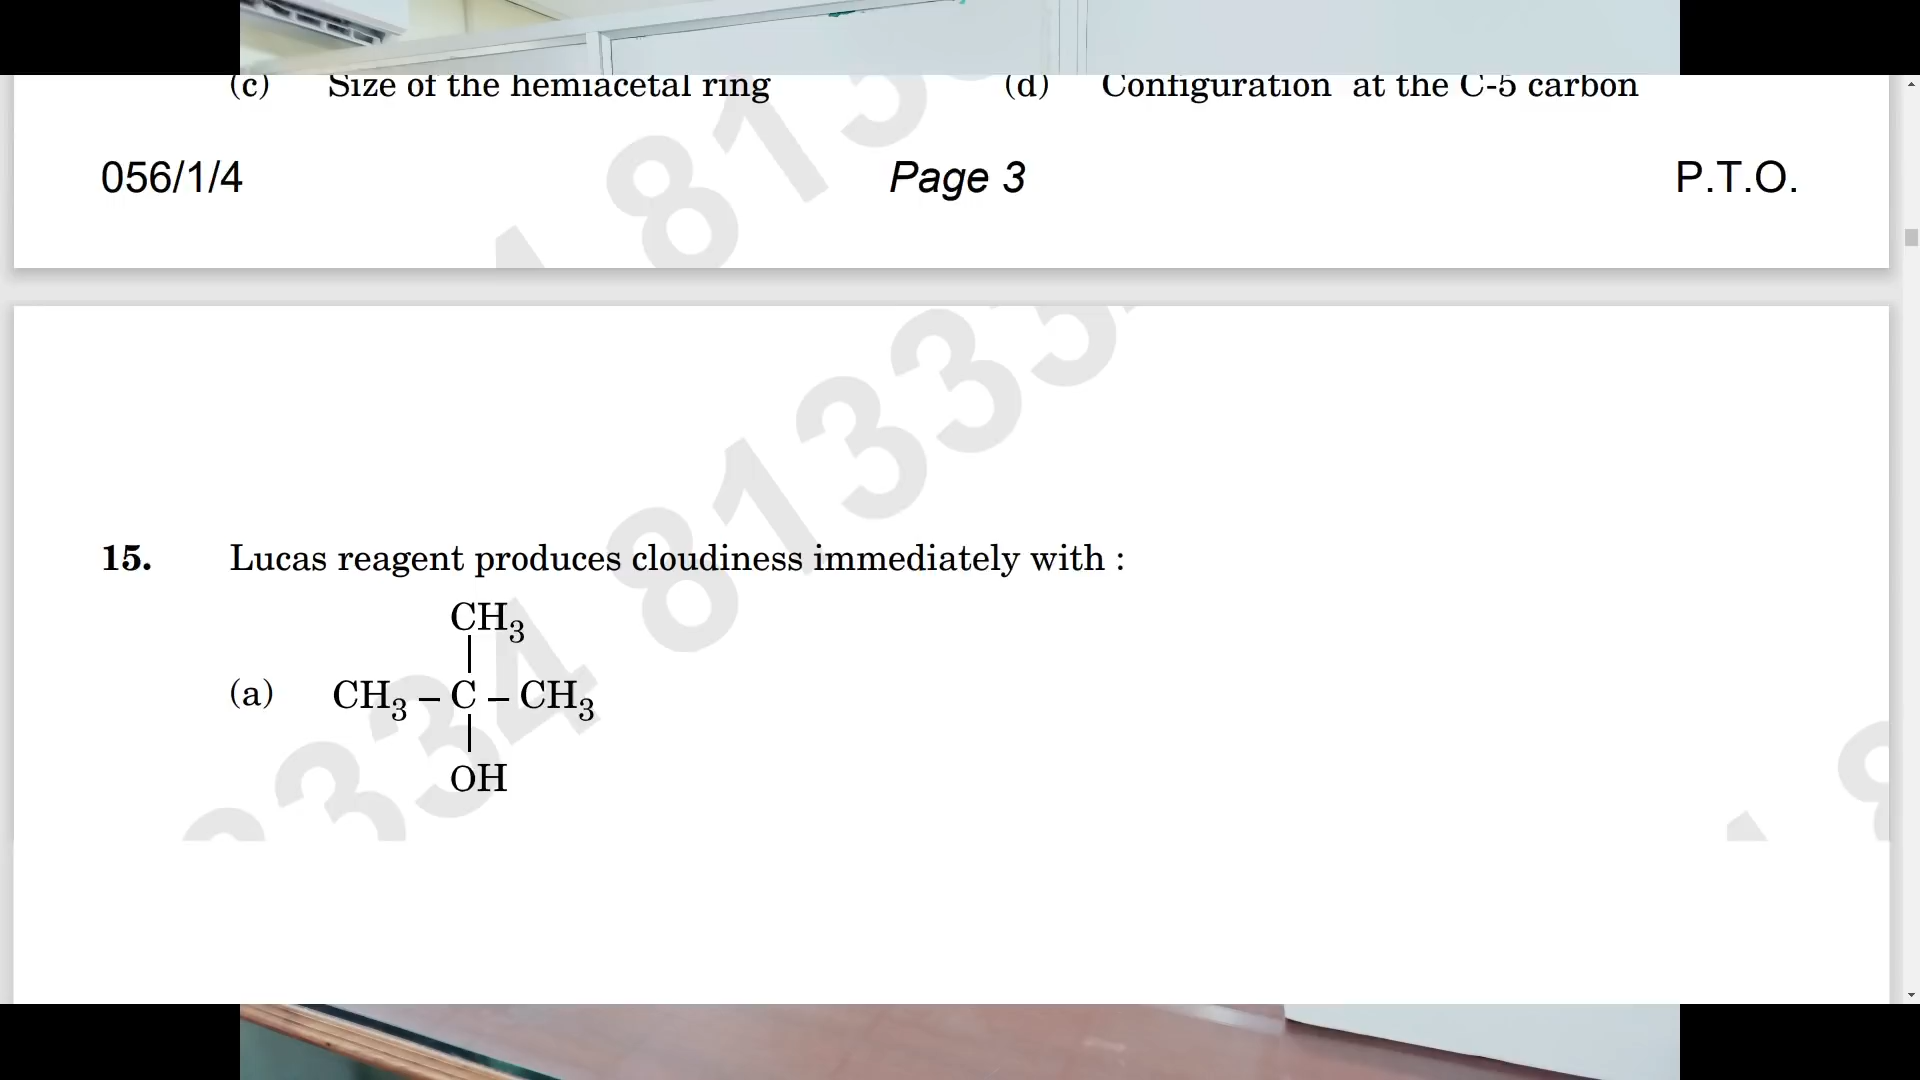 (c) Size of the hemiacetal ring (d) Configuration at the C-5 carbon
056/1/4 Page 3 P.T.O.
15. Lucas reagent produces cloudiness immediately with :
CH3
(a) CH3 – C – CH3
OH